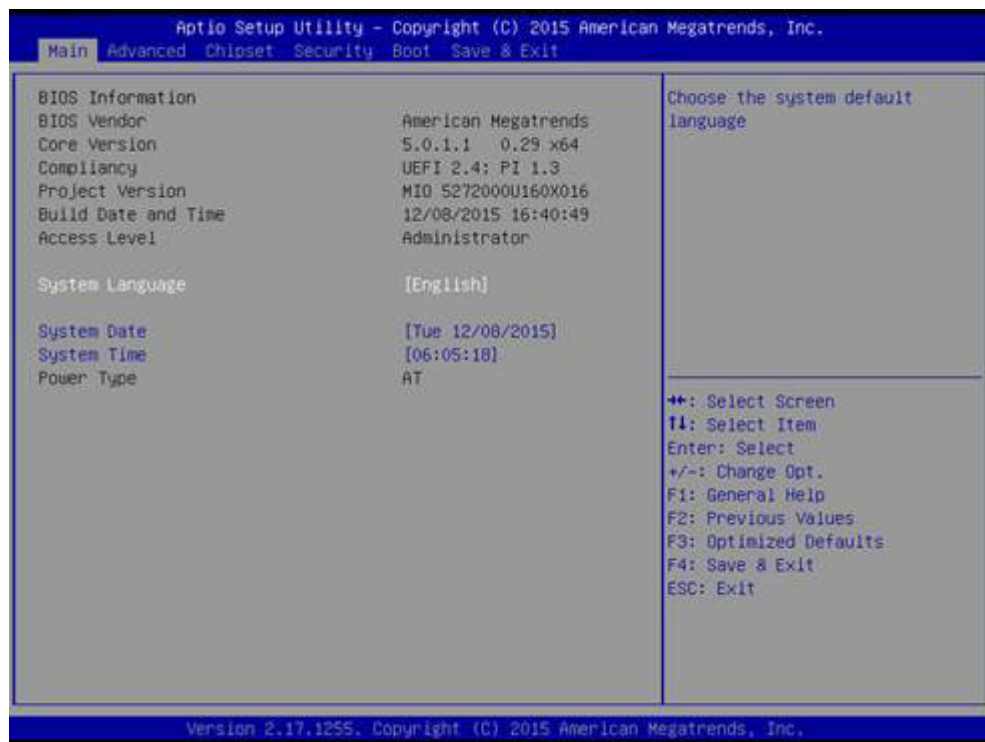 Aptio Setup Utility – Copyright (C) 2015 American Megatrends, Inc.
Main Advanced Chipset Security Boot Save & Exit
BIOS Information
BIOS Vendor American Megatrends
Core Version 5.0.1.1 0.29 x64
Compliancy UEFI 2.4; PI 1.3
Project Version MIO 5272000U160X016
Build Date and Time 12/08/2015 16:40:49
Access Level Administrator
System Language [English]
System Date [Tue 12/08/2015]
System Time [06:05:18]
Power Type AT
Choose the system default
language
→←: Select Screen
↑↓: Select Item
Enter: Select
+/-: Change Opt.
F1: General Help
F2: Previous Values
F3: Optimized Defaults
F4: Save & Exit
ESC: Exit
Version 2.17.1255. Copyright (C) 2015 American Megatrends, Inc.